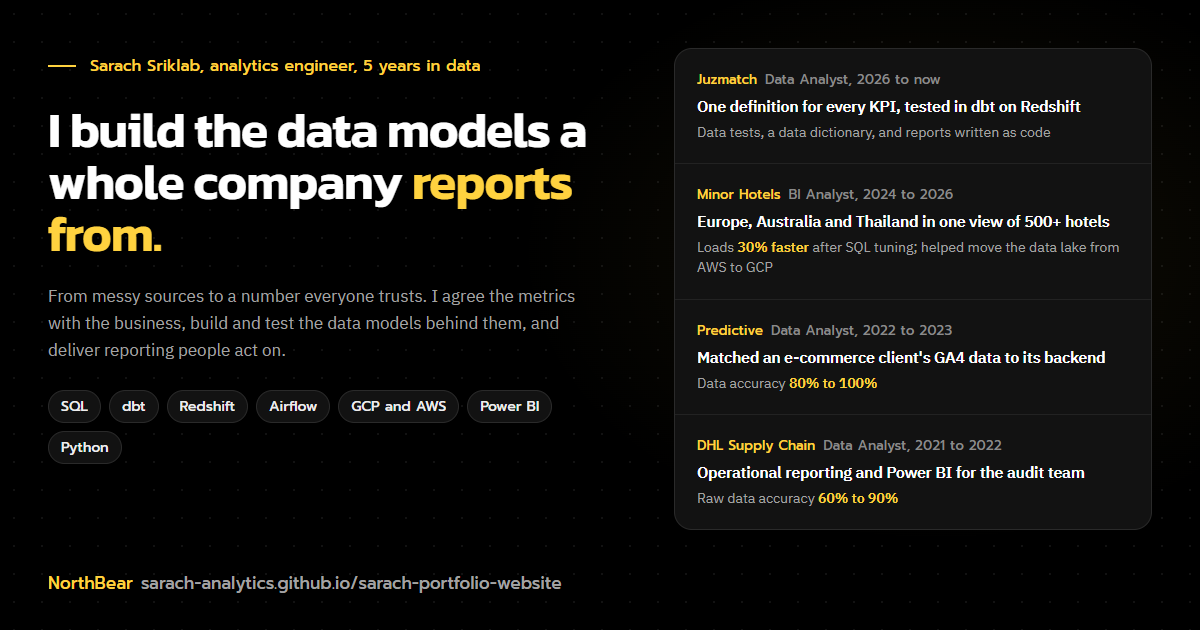 Sarach Sriklab, analytics engineer, 5 years in data
I build the data models a
whole company reports
from.
From messy sources to a number everyone trusts. I agree the metrics
with the business, build and test the data models behind them, and
deliver reporting people act on.
SQL dbt Redshift Airflow GCP and AWS Power BI
Python
NorthBear sarach-analytics.github.io/sarach-portfolio-website
Juzmatch Data Analyst, 2026 to now
One definition for every KPI, tested in dbt on Redshift
Data tests, a data dictionary, and reports written as code
Minor Hotels BI Analyst, 2024 to 2026
Europe, Australia and Thailand in one view of 500+ hotels
Loads 30% faster after SQL tuning; helped move the data lake from
AWS to GCP
Predictive Data Analyst, 2022 to 2023
Matched an e-commerce client's GA4 data to its backend
Data accuracy 80% to 100%
DHL Supply Chain Data Analyst, 2021 to 2022
Operational reporting and Power BI for the audit team
Raw data accuracy 60% to 90%